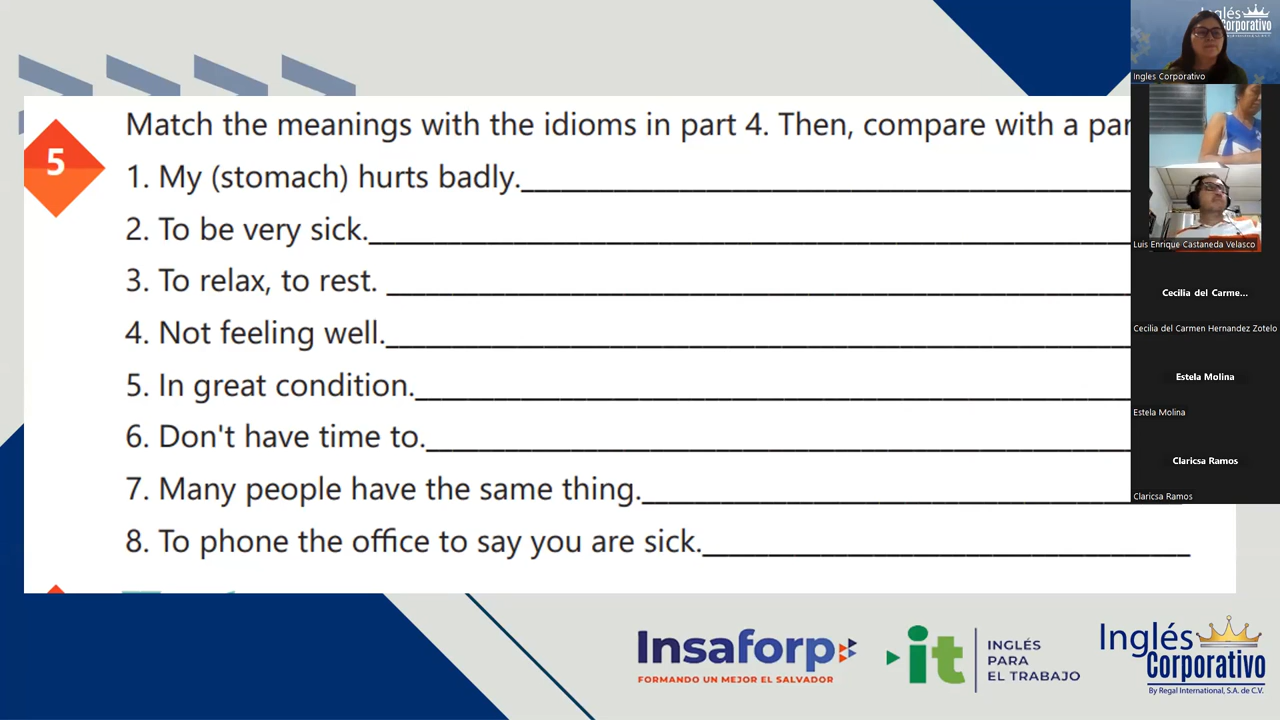 5
Match the meanings with the idioms in part 4. Then, compare with a par
1. My (stomach) hurts badly.
2. To be very sick.
3. To relax, to rest.
4. Not feeling well.
5. In great condition.
6. Don't have time to.
7. Many people have the same thing.
8. To phone the office to say you are sick.
Inglés
Corporativo
Ingles Corporativo
Luis Enrique Castaneda Velasco
Cecilia del Carme...
Cecilia del Carmen Hernandez Zotelo
Estela Molina
Estela Molina
Claricsa Ramos
Claricsa Ramos
Insaforp
FORMANDO UN MEJOR EL SALVADOR
it
INGLÉS
PARA
EL TRABAJO
Inglés
Corporativo
By Regal International, S.A. de C.V.